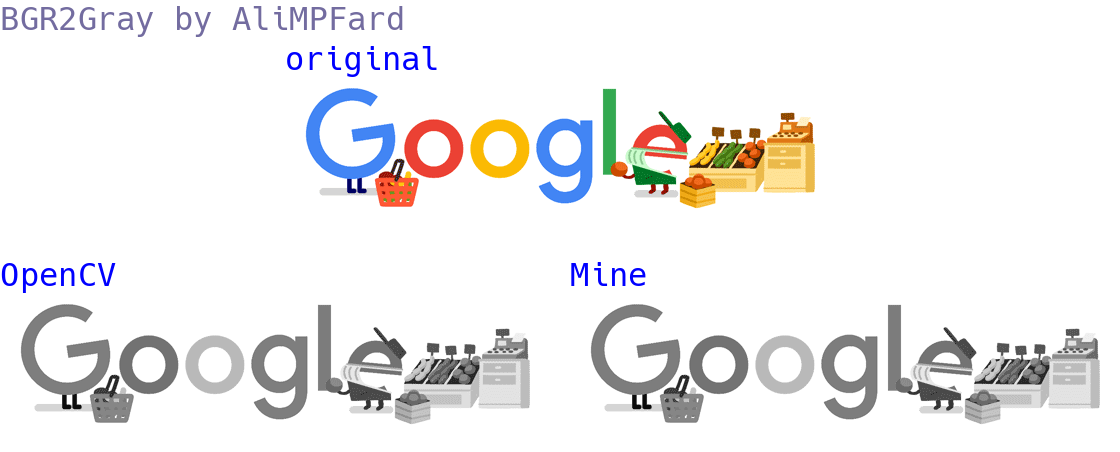 BGR2Gray by AliMPFard
original
Google
OpenCV
Mine
Google
Google